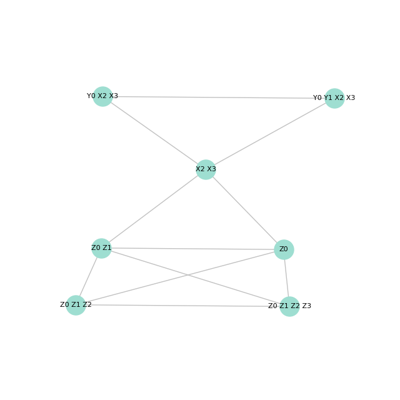 Y0 X2 X3
Y0 Y1 X2 X3
X2 X3
Z0 Z1
Z0
Z0 Z1 Z2
Z0 Z1 Z2 Z3